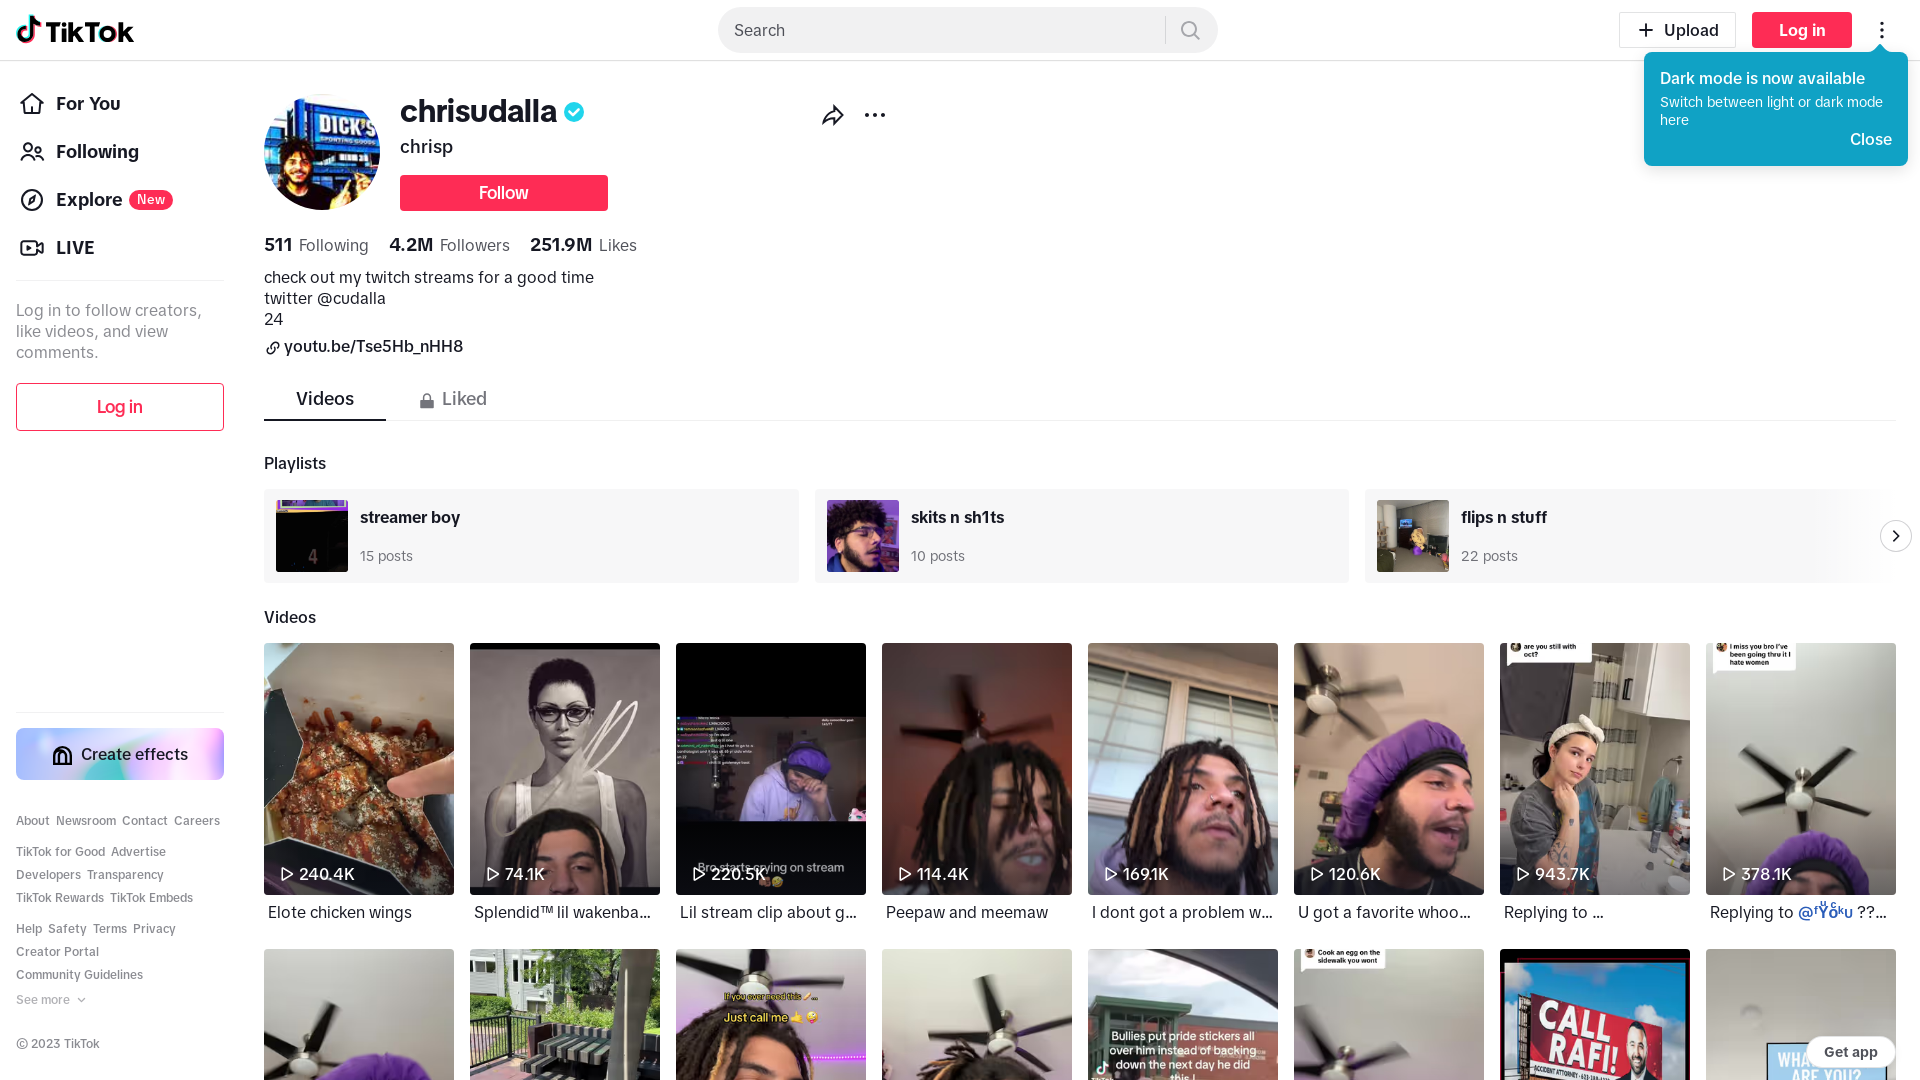 TikTok
Search
Upload
Log in
Dark mode is now available
Switch between light or dark mode
here
Close
For You
Following
Explore New
LIVE
Log in to follow creators,
like videos, and view
comments.
Log in
Create effects
About Newsroom Contact Careers
TikTok for Good Advertise
Developers Transparency
TikTok Rewards TikTok Embeds
Help Safety Terms Privacy
Creator Portal
Community Guidelines
See more
© 2023 TikTok
DICK'S
SPORTING GOODS
chrisudalla
chrisp
Follow
511 Following 4.2M Followers 251.9M Likes
check out my twitch streams for a good time
twitter @cudalla
24
youtu.be/Tse5Hb_nHH8
Videos Liked
Playlists
streamer boy
15 posts
skits n sh1ts
10 posts
flips n stuff
22 posts
Videos
240.4K
Elote chicken wings
74.1K
Splendid™ lil wakenba...
Bro starts crying on stream
220.5K
Lil stream clip about g...
114.4K
Peepaw and meemaw
169.1K
I dont got a problem w...
120.6K
U got a favorite whoo...
are you still with
oct?
943.7K
Replying to ...
I miss you bro I've
been going thru it I
hate women
378.1K
Replying to
??...
If you ever need this
Just call me
Bullies put pride stickers all
over him instead of backing
down the next day he did
this !
Cook an egg on the
sidewalk you wont
CALL
RAFI!
ACCIDENT ATTORNEY
ARE YOU?
Get app